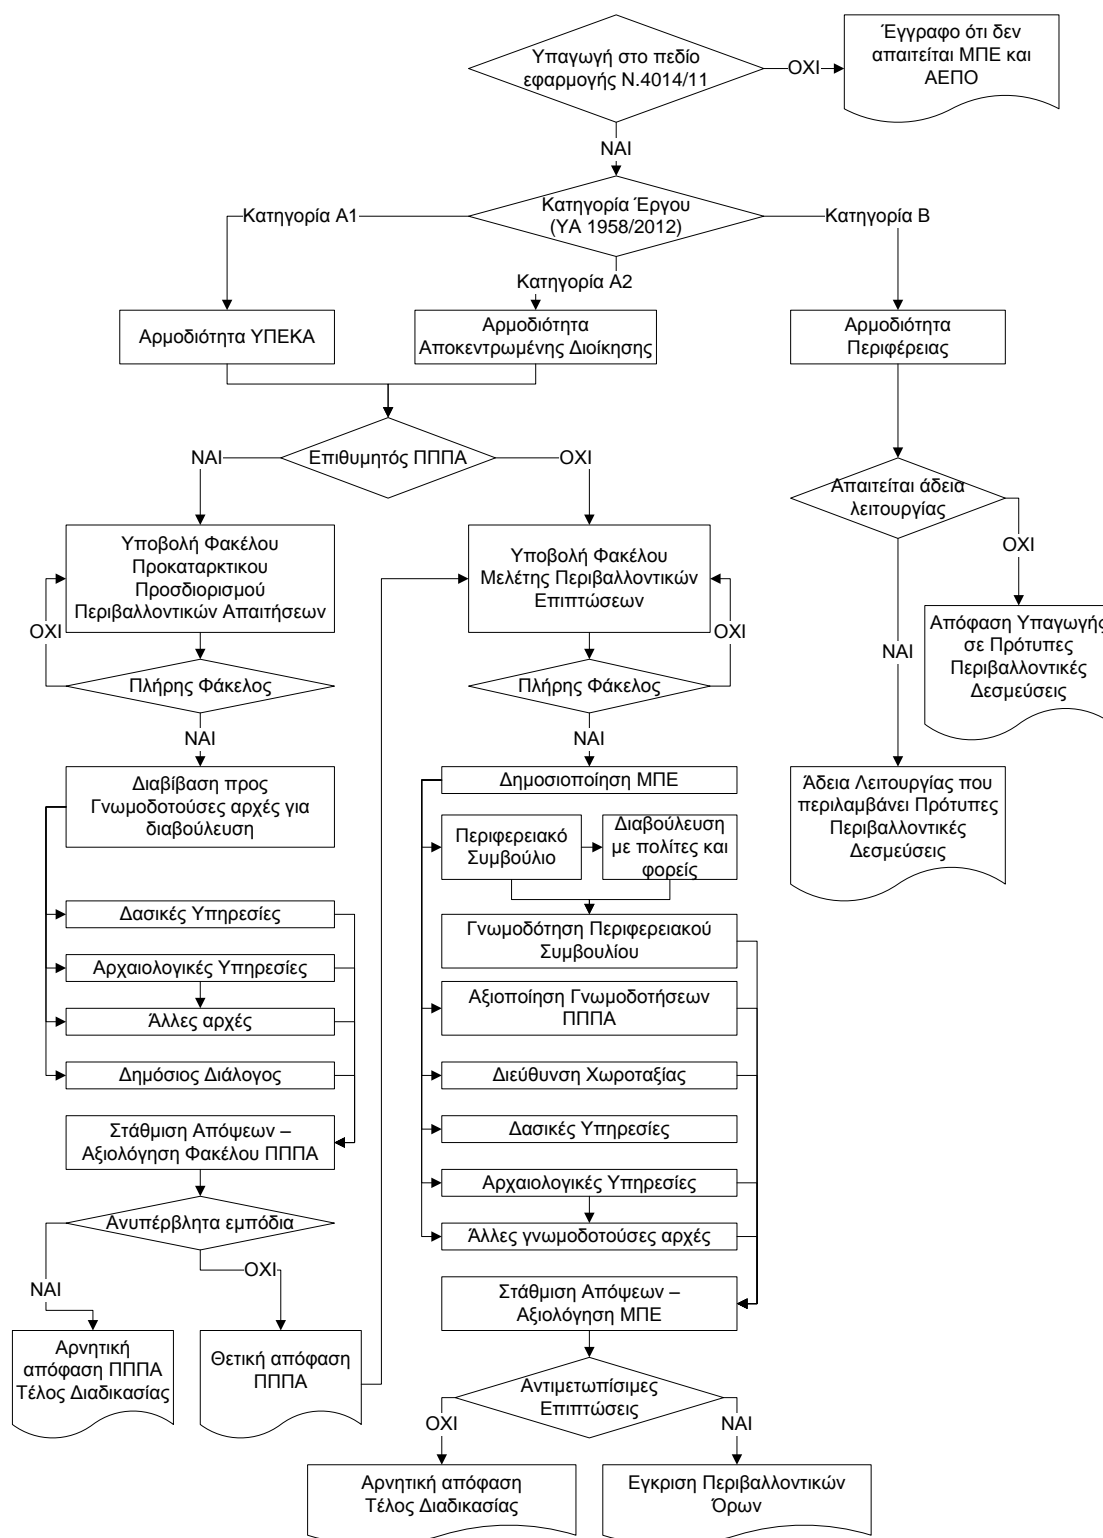 Υπαγωγή στο πεδίο
εφαρμογής Ν.4014/11
ΟΧΙ
Έγγραφο ότι δεν
απαιτείται ΜΠΕ και
ΑΕΠΟ
ΝΑΙ
Κατηγορία Έργου
(ΥΑ 1958/2012)
Κατηγορία Α1
Κατηγορία Α2
Κατηγορία Β
Αρμοδιότητα ΥΠΕΚΑ
Αρμοδιότητα
Αποκεντρωμένης Διοίκησης
Αρμοδιότητα
Περιφέρειας
Επιθυμητός ΠΠΠΑ
ΝΑΙ
ΟΧΙ
Απαιτείται άδεια
λειτουργίας
ΟΧΙ
ΝΑΙ
Υποβολή Φακέλου
Προκαταρκτικου
Προσδιορισμού
Περιβαλλοντικών Απαιτήσεων
ΟΧΙ
Πλήρης Φάκελος
ΝΑΙ
Υποβολή Φακέλου
Μελέτης Περιβαλλοντικών
Επιπτώσεων
ΟΧΙ
Πλήρης Φάκελος
ΝΑΙ
Απόφαση Υπαγωγής
σε Πρότυπες
Περιβαλλοντικές
Δεσμεύσεις
Άδεια Λειτουργίας που
περιλαμβάνει Πρότυπες
Περιβαλλοντικές
Δεσμεύσεις
Διαβίβαση προς
Γνωμοδοτούσες αρχές για
διαβούλευση
Δασικές Υπηρεσίες
Αρχαιολογικές Υπηρεσίες
Άλλες αρχές
Δημόσιος Διάλογος
Στάθμιση Απόψεων –
Αξιολόγηση Φακέλου ΠΠΠΑ
Ανυπέρβλητα εμπόδια
ΝΑΙ
ΟΧΙ
Αρνητική
απόφαση ΠΠΠΑ
Τέλος Διαδικασίας
Θετική απόφαση
ΠΠΠΑ
Δημοσιοποίηση ΜΠΕ
Περιφερειακό
Συμβούλιο
Διαβούλευση
με πολίτες και
φορείς
Γνωμοδότηση Περιφερειακού
Συμβουλίου
Αξιοποίηση Γνωμοδοτήσεων
ΠΠΠΑ
Διεύθυνση Χωροταξίας
Δασικές Υπηρεσίες
Αρχαιολογικές Υπηρεσίες
Άλλες γνωμοδοτούσες αρχές
Στάθμιση Απόψεων –
Αξιολόγηση ΜΠΕ
Αντιμετωπίσιμες
Επιπτώσεις
ΟΧΙ
ΝΑΙ
Αρνητική απόφαση
Τέλος Διαδικασίας
Εγκριση Περιβαλλοντικών
Όρων